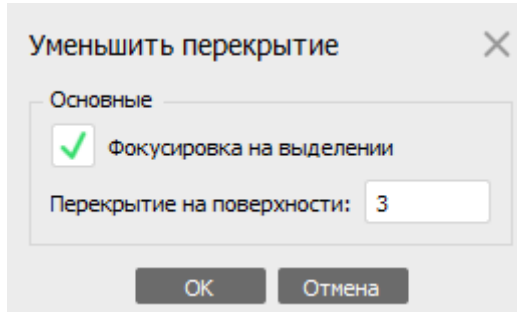 Уменьшить перекрытие
Основные
Фокусировка на выделении
Перекрытие на поверхности: 3
OK Отмена